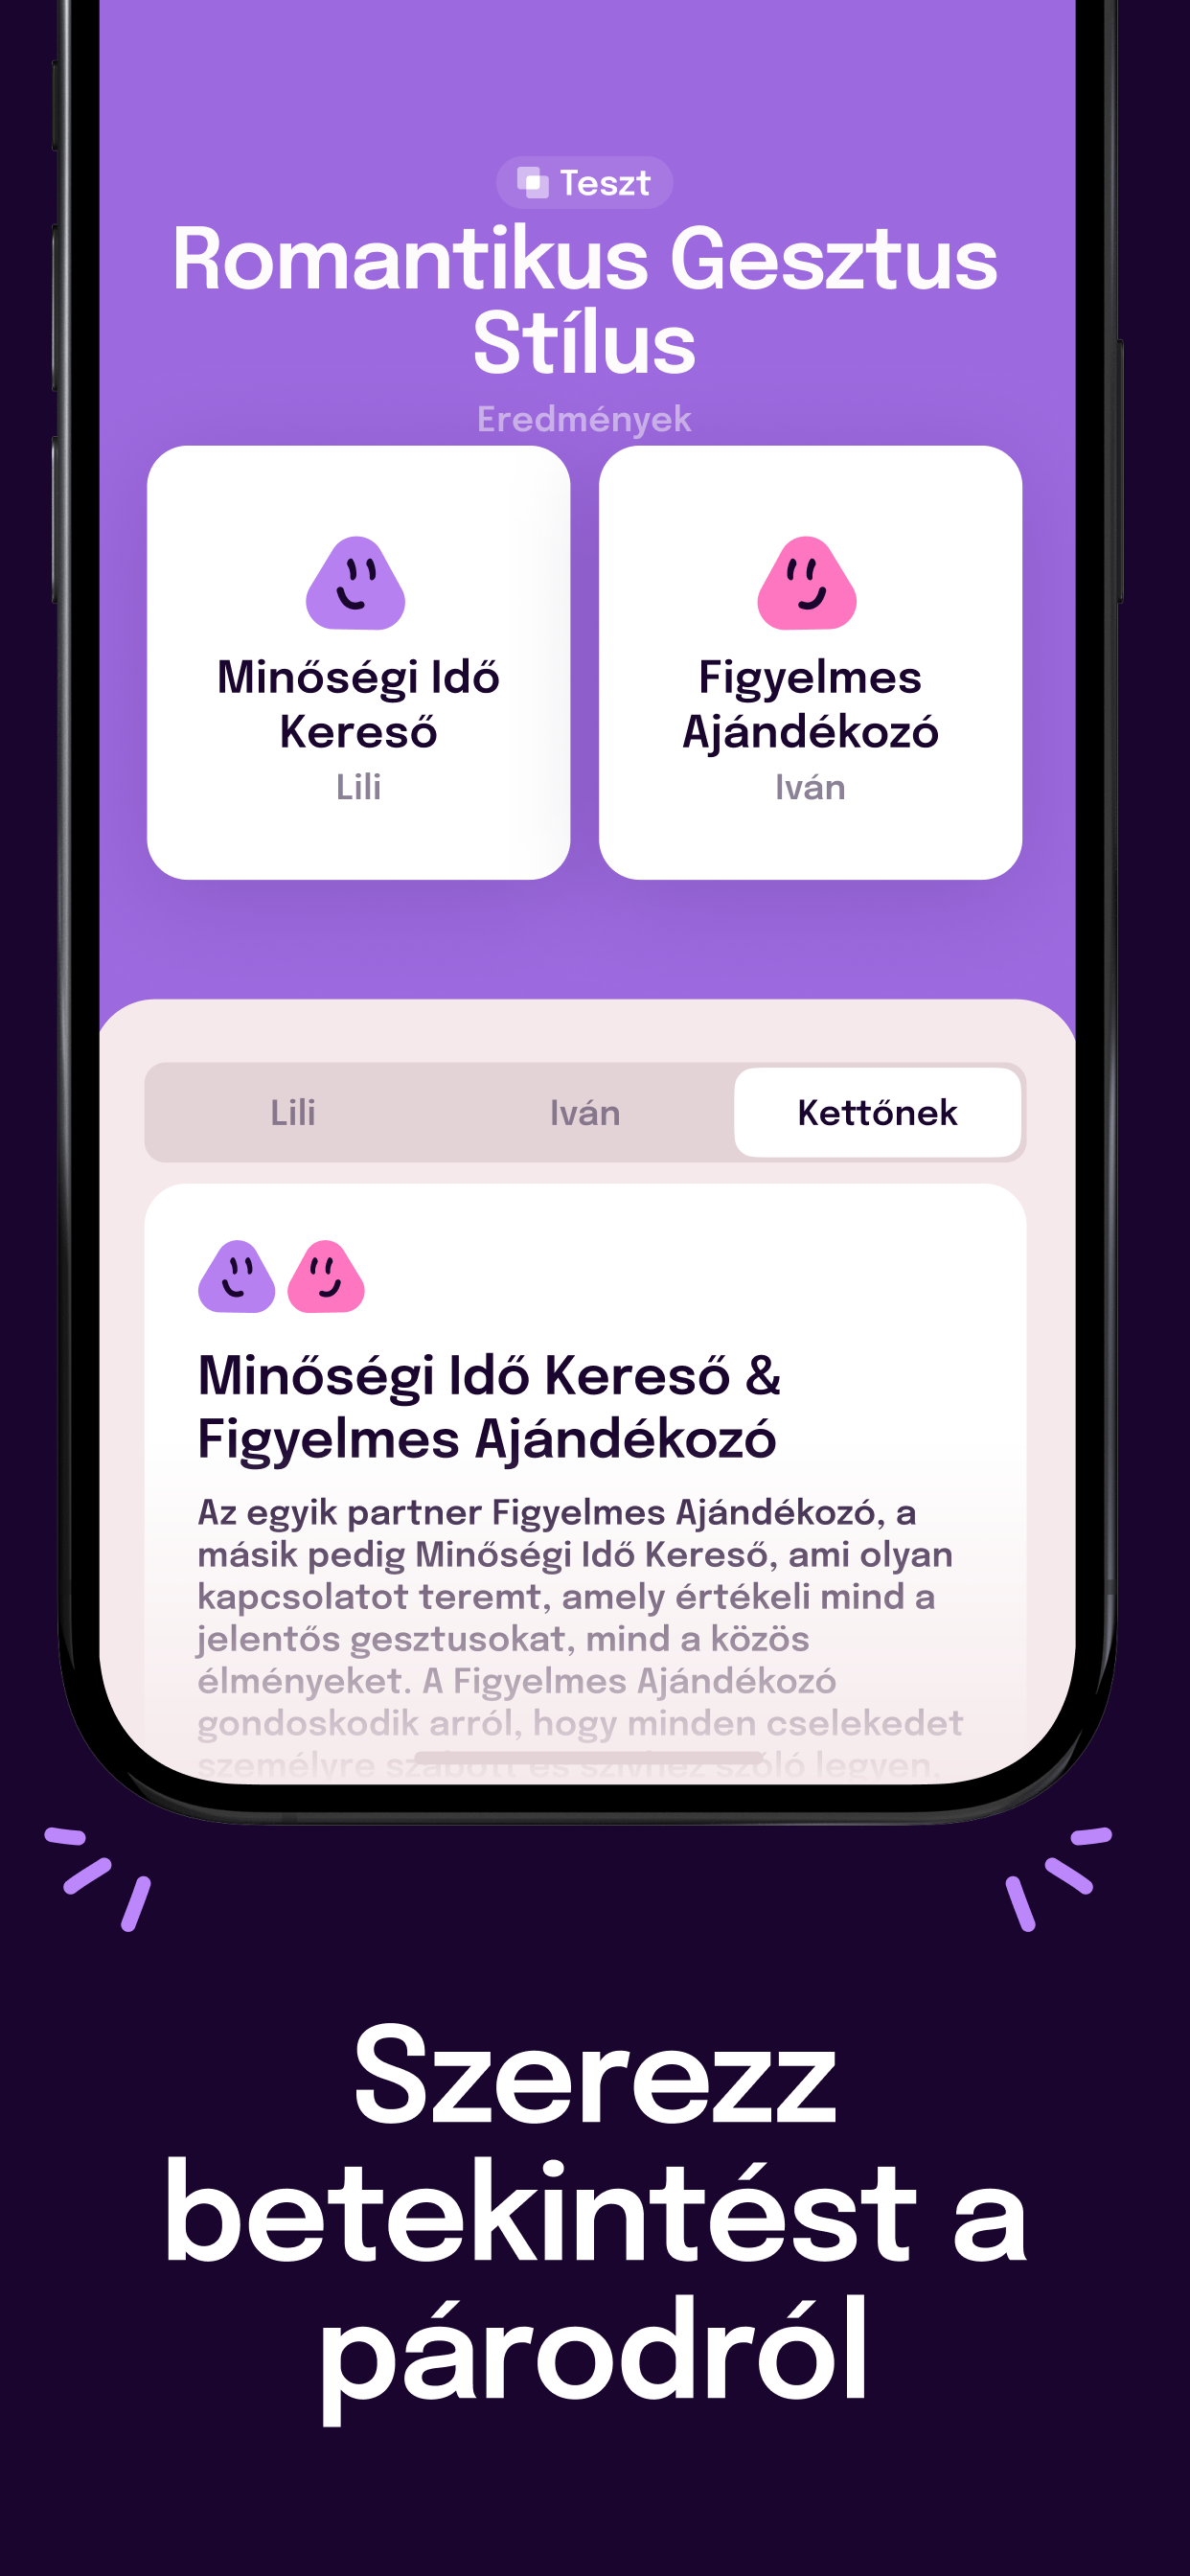 Teszt
Romantikus Gesztus
Stílus
Eredmények
Minőségi Idő
Kereső
Lili
Figyelmes
Ajándékozó
Iván
Lili
Iván
Kettőnek
Minőségi Idő Kereső &
Figyelmes Ajándékozó
Az egyik partner Figyelmes Ajándékozó, a
másik pedig Minőségi Idő Kereső, ami olyan
kapcsolatot teremt, amely értékeli mind a
jelentős gesztusokat, mind a közös
élményeket. A Figyelmes Ajándékozó
gondoskodik arról, hogy minden cselekedet
személyre szabott és szívhez szóló legyen.
Szerezz
betekintést a
párodról